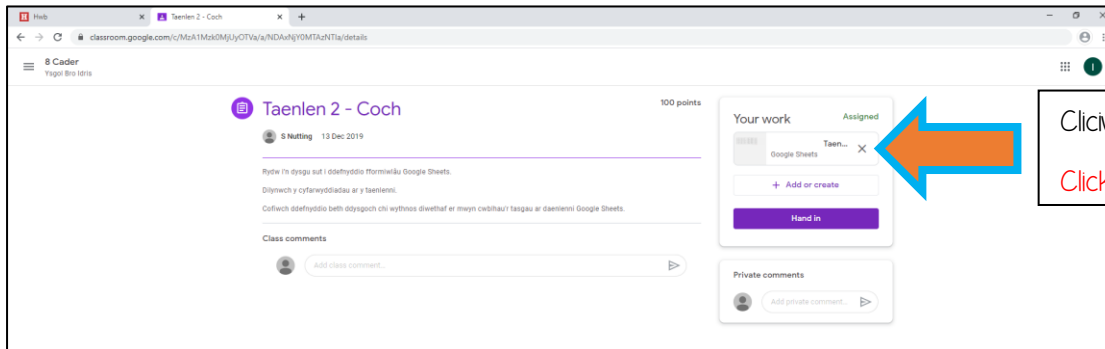 Hwb
Taenlen 2 - Coch
classroom.google.com/c/MzA1Mzk0MjUyOTVa/a/NDAxNjY0MTAzNTla/details
8 Cader
Ysgol Bro Idris
I
Taenlen 2 - Coch
100 points
S Nutting 13 Dec 2019
Rydw i'n dysgu sut i ddefnyddio fformiwlâu Google Sheets.
Dilynwch y cyfarwyddiadau ar y taenlenni.
Cofiwch ddefnyddio beth ddysgoch chi wythnos diwethaf er mwyn cwblhau'r tasgau ar daenlenni Google Sheets.
Class comments
Add class comment...
Your work
Assigned
Taen...
Google Sheets
+ Add or create
Hand in
Private comments
Add private comment...
Click